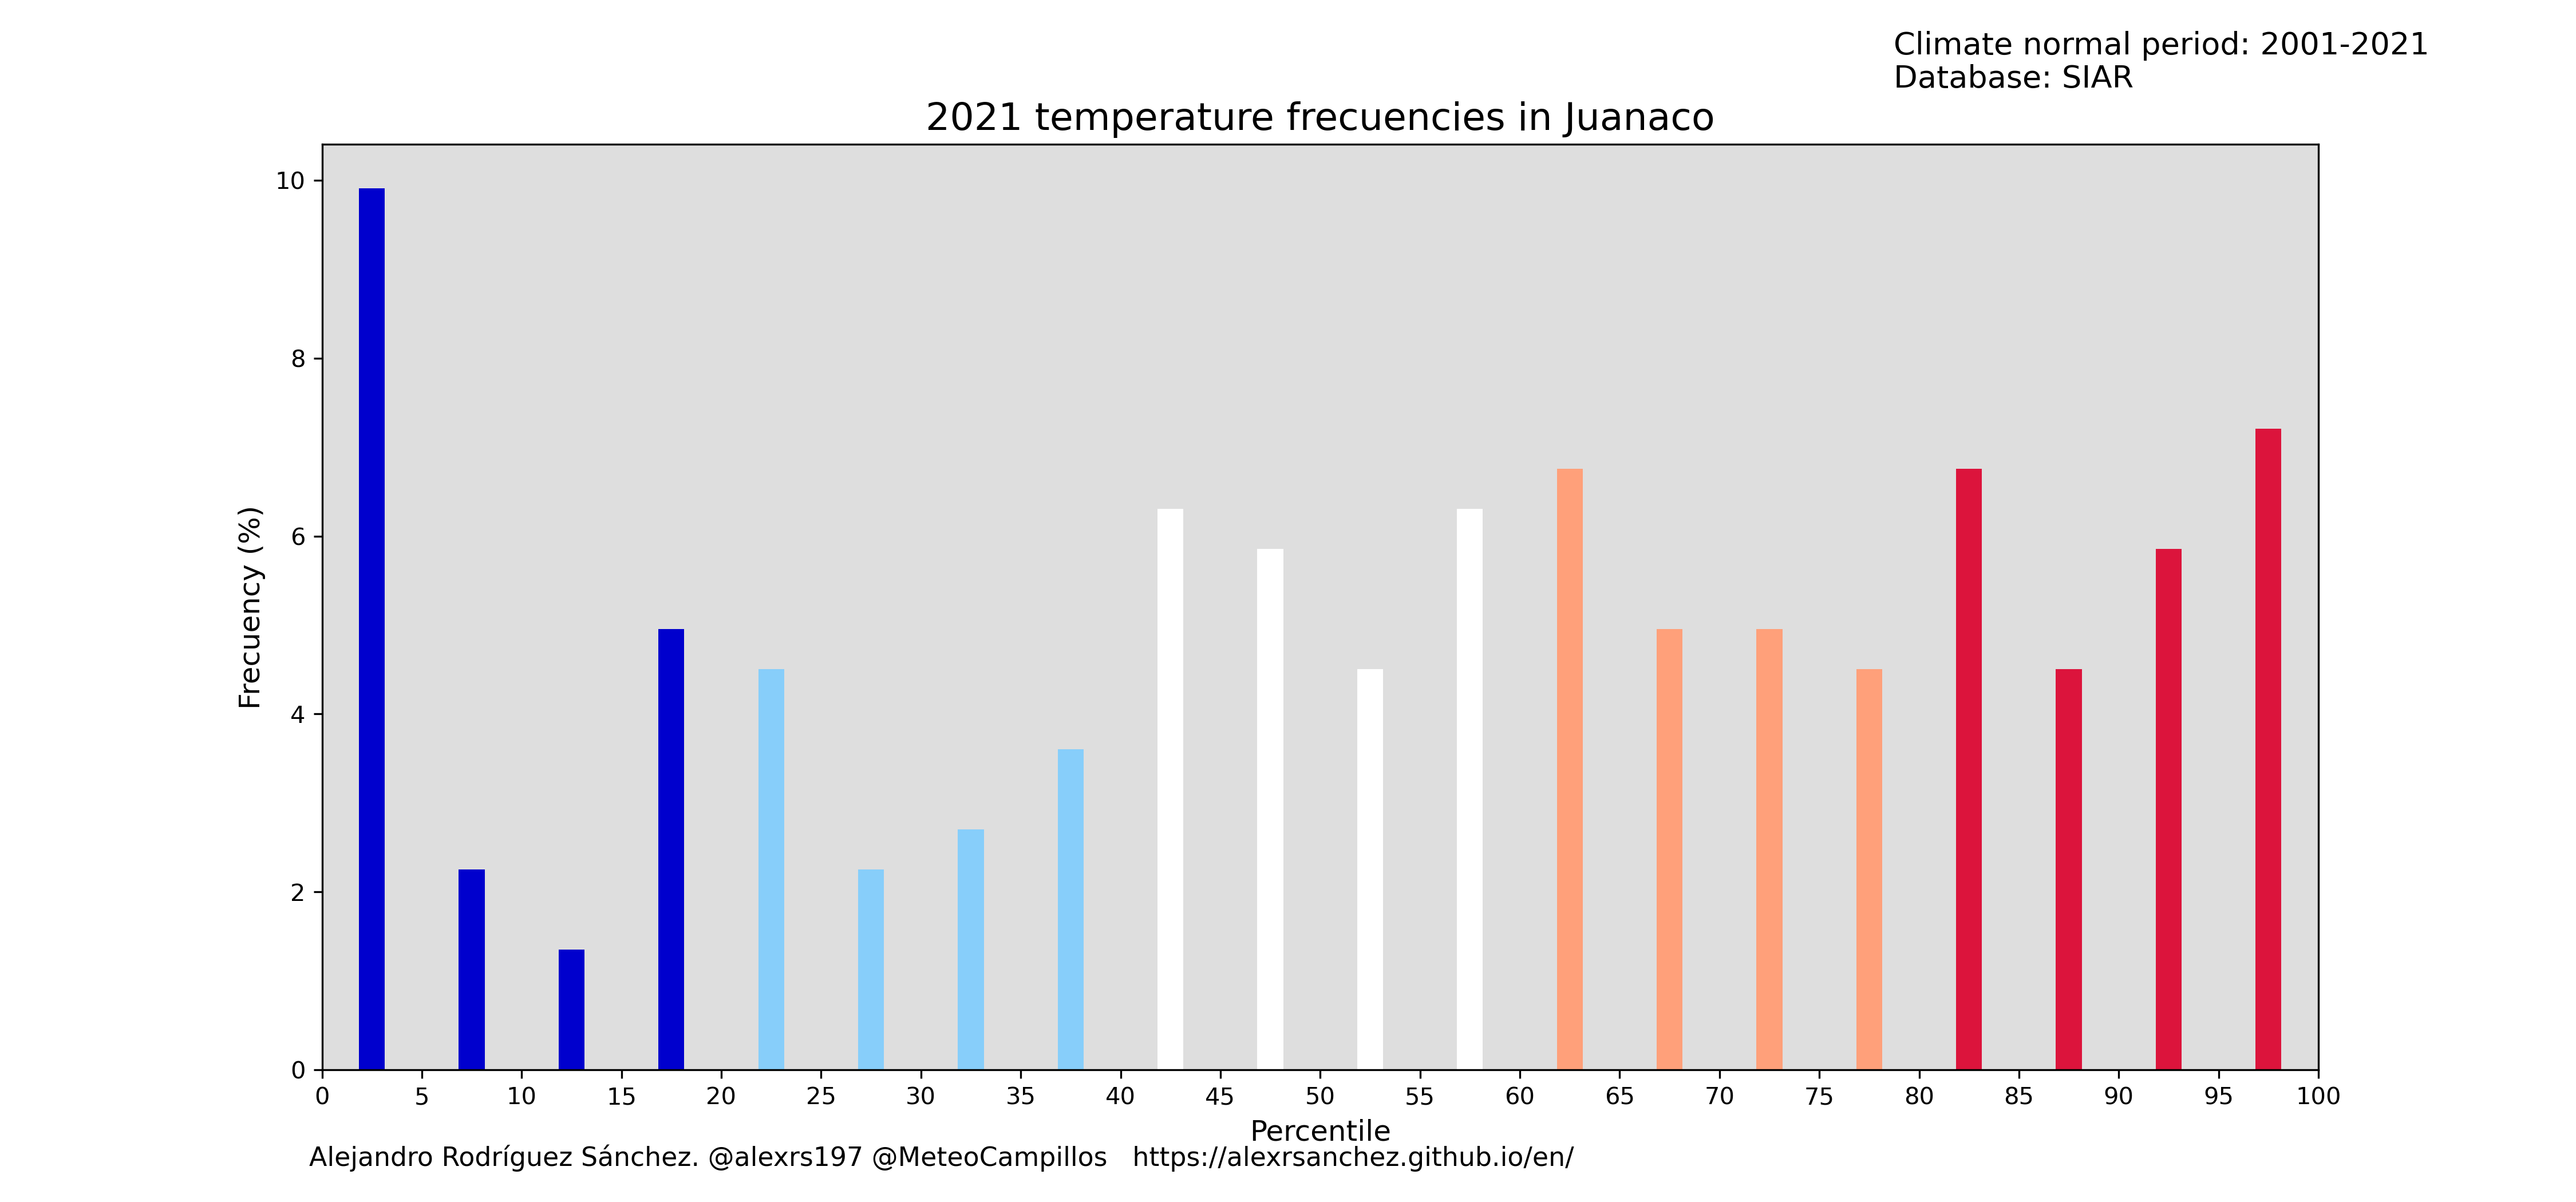 Climate normal period: 2001-2021
Database: SIAR
2021 temperature frecuencies in Juanaco
10
8
6
4
2
0
Frecuency (%)
0 5 10 15 20 25 30 35 40 45 50 55 60 65 70 75 80 85 90 95 100
Percentile
Alejandro Rodríguez Sánchez. @alexrs197 @MeteoCampillos https://alexrsanchez.github.io/en/